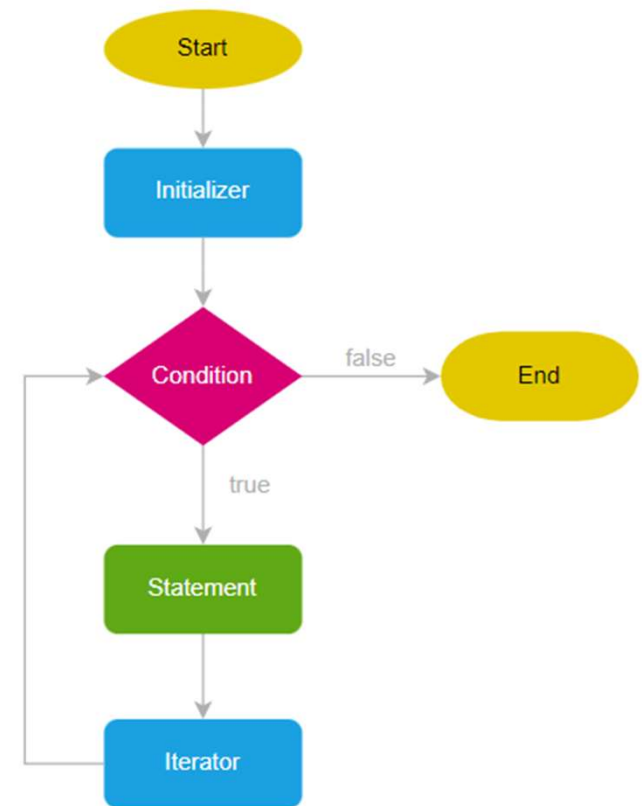 Start
Initializer
Condition
false
End
true
Statement
Iterator